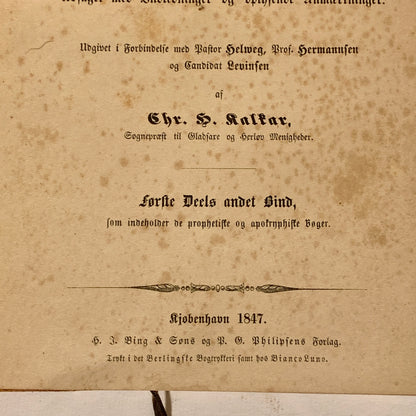 Udgivet i Forbindelse med Pastor Helweg, Prof. Hermannsen
og Candidat Levinsen
af
Chr. H. Kalkar,
Sognepræst til Gladsaxe og Herløv Menigheder.
Første Deels andet Bind,
som indeholder de prophetiske og apokryphiske Bøger.
Kjøbenhavn 1847.
H. J. Bing & Søns og P. G. Philipsens Forlag.
Trykt i det Berlingske Bogtrykkeri samt hos Bianco Luno.